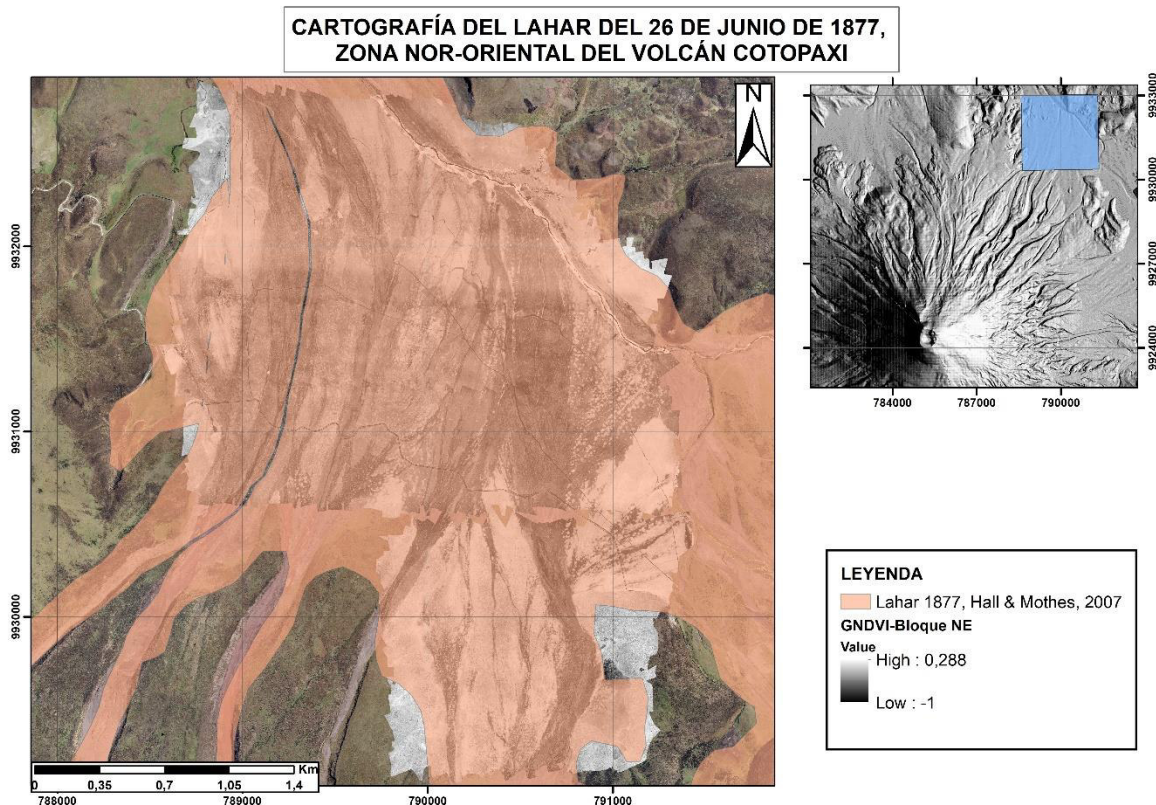 CARTOGRAFÍA DEL LAHAR DEL 26 DE JUNIO DE 1877,
ZONA NOR-ORIENTAL DEL VOLCÁN COTOPAXI
N
9932000
9931000
9930000
Km
0 0,35 0,7 1,05 1,4
788000 789000 790000 791000
9933000
9930000
9927000
9924000
784000 787000 790000
LEYENDA
Lahar 1877, Hall & Mothes, 2007
GNDVI-Bloque NE
Value
High : 0,288
Low : -1